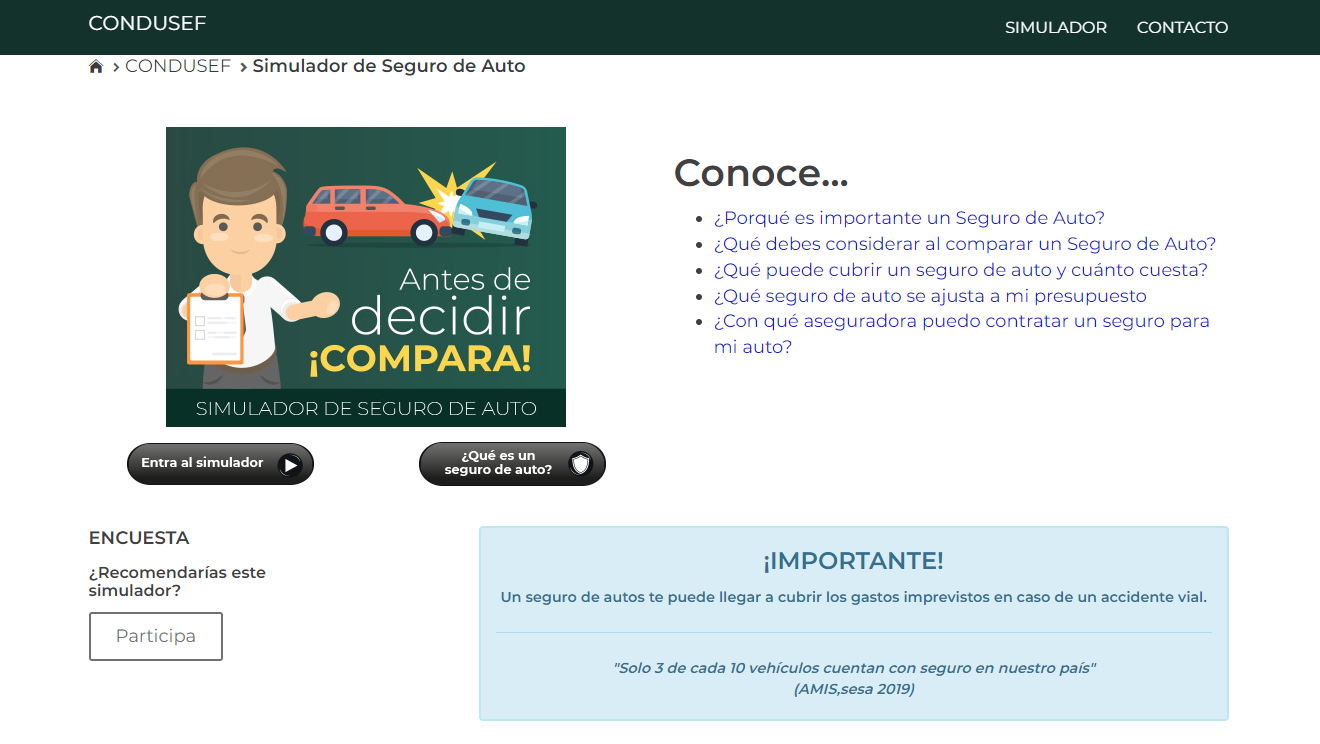 CONDUSEF
SIMULADOR CONTACTO
CONDUSEF Simulador de Seguro de Auto
Antes de
decidir
¡COMPARA!
SIMULADOR DE SEGURO DE AUTO
Entra al simulador
¿Qué es un
seguro de auto?
Conoce...
¿Porqué es importante un Seguro de Auto?
¿Qué debes considerar al comparar un Seguro de Auto?
¿Qué puede cubrir un seguro de auto y cuánto cuesta?
¿Qué seguro de auto se ajusta a mi presupuesto
¿Con qué aseguradora puedo contratar un seguro para
mi auto?
ENCUESTA
¿Recomendarías este
simulador?
Participa
¡IMPORTANTE!
Un seguro de autos te puede llegar a cubrir los gastos imprevistos en caso de un accidente vial.
"Solo 3 de cada 10 vehículos cuentan con seguro en nuestro país"
(AMIS,sesa 2019)